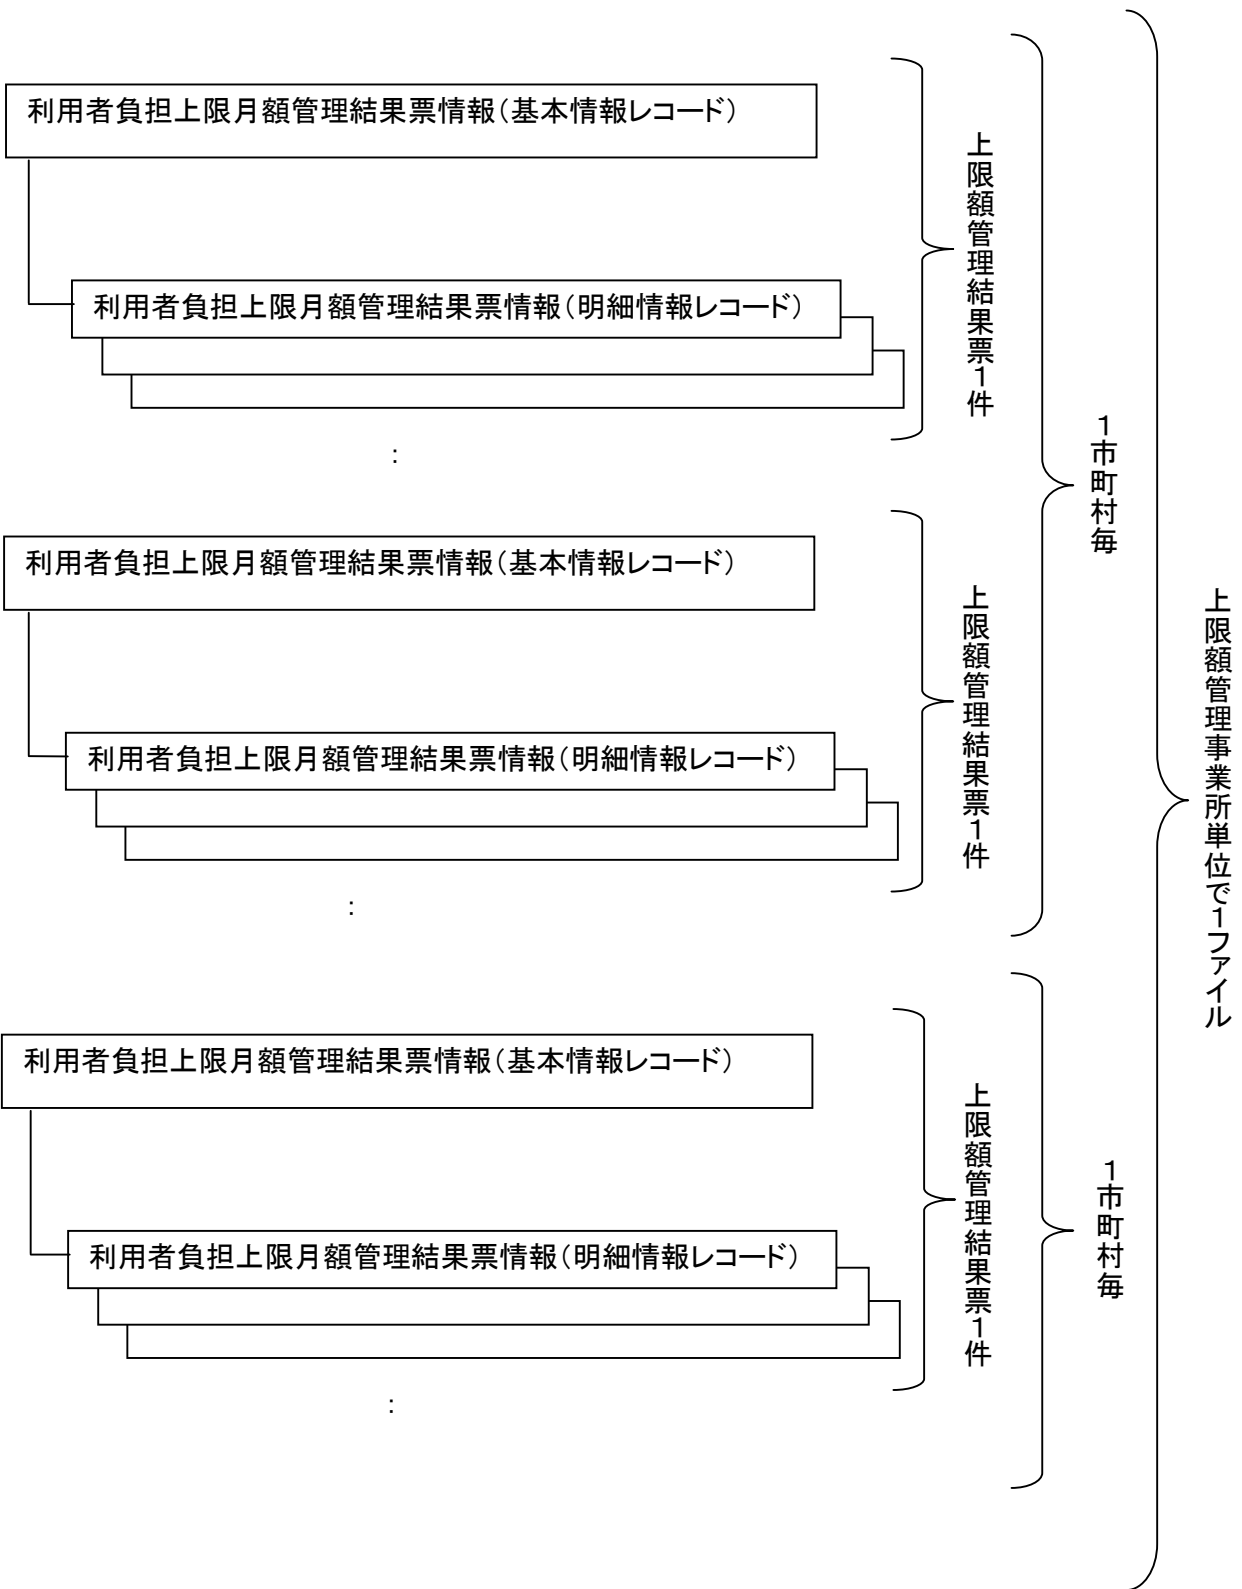 利用者負担上限月額管理結果票情報(基本情報レコード)
利用者負担上限月額管理結果票情報(明細情報レコード)
:
上限額管理結果票1件
利用者負担上限月額管理結果票情報(基本情報レコード)
利用者負担上限月額管理結果票情報(明細情報レコード)
:
上限額管理結果票1件
1市町村毎
利用者負担上限月額管理結果票情報(基本情報レコード)
利用者負担上限月額管理結果票情報(明細情報レコード)
:
上限額管理結果票1件
1市町村毎
上限額管理事業所単位で1ファイル